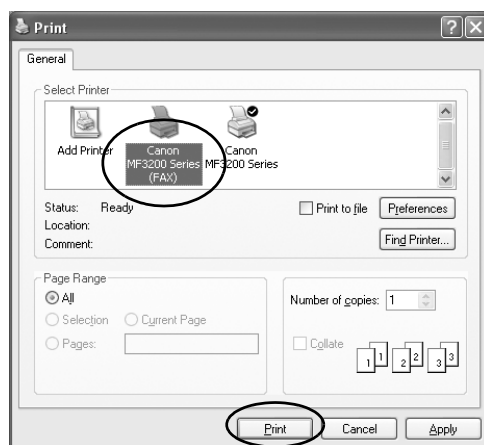 Print
General
Select Printer
Add Printer
Canon
MF3200 Series
(FAX)
Canon
MF3200 Series
Status: Ready
Location:
Comment:
Print to file
Preferences
Find Printer...
Page Range
All
Selection
Current Page
Pages:
Number of copies: 1
Collate
1 1 2 2 3 3
Print
Cancel
Apply